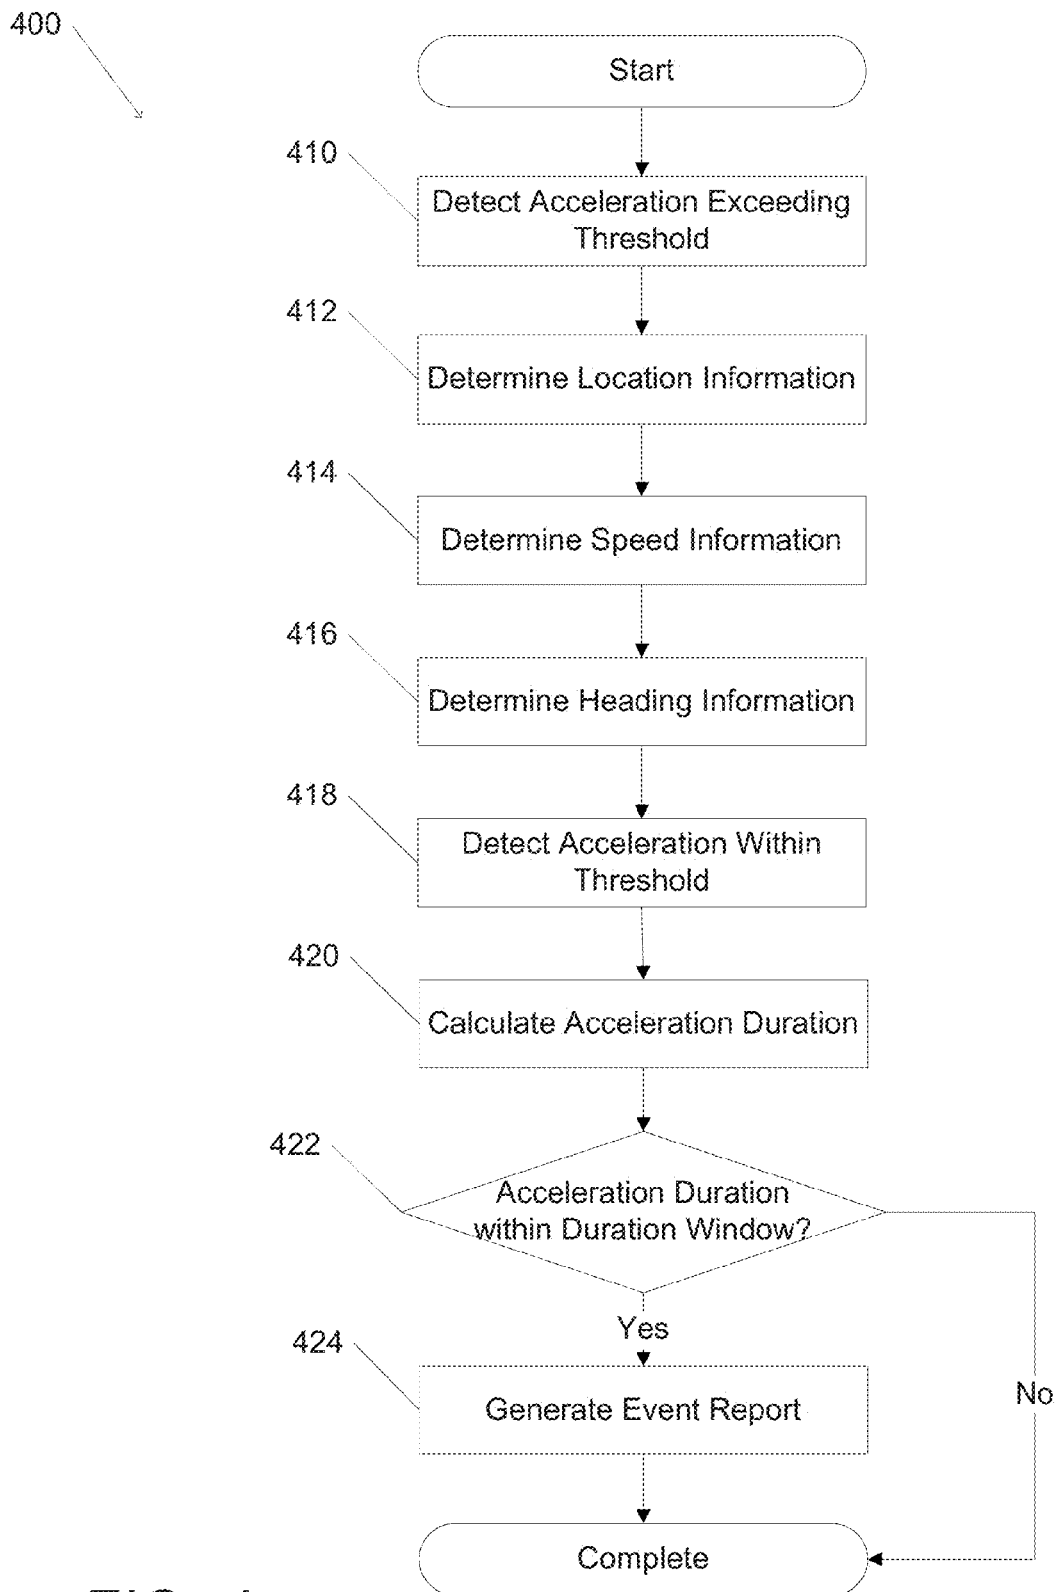 400
Start
410
Detect Acceleration Exceeding
Threshold
412
Determine Location Information
414
Determine Speed Information
416
Determine Heading Information
418
Detect Acceleration Within
Threshold
420
Calculate Acceleration Duration
422
Acceleration Duration
within Duration Window?
Yes
424
Generate Event Report
No
Complete